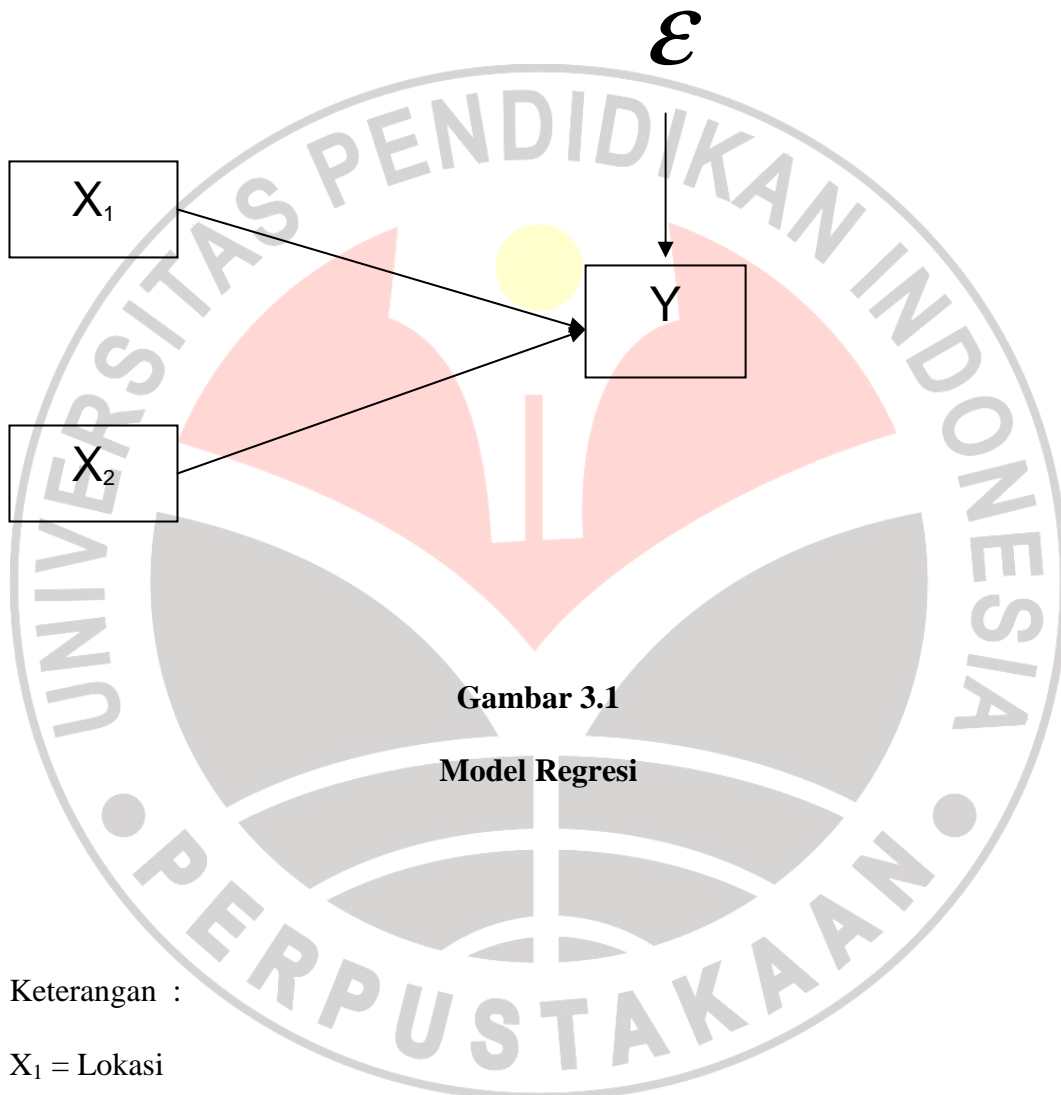 ε
X₁
Y
X₂
Gambar 3.1
Model Regresi
Keterangan :
X₁ = Lokasi
UNIVERSITAS PENDIDIKAN INDONESIA
PERPUSTAKAAN